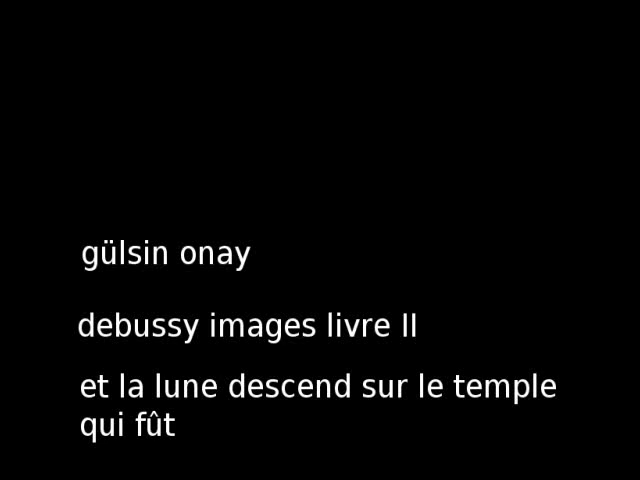 gülsin onay
debussy images livre II
et la lune descend sur le temple
qui fût